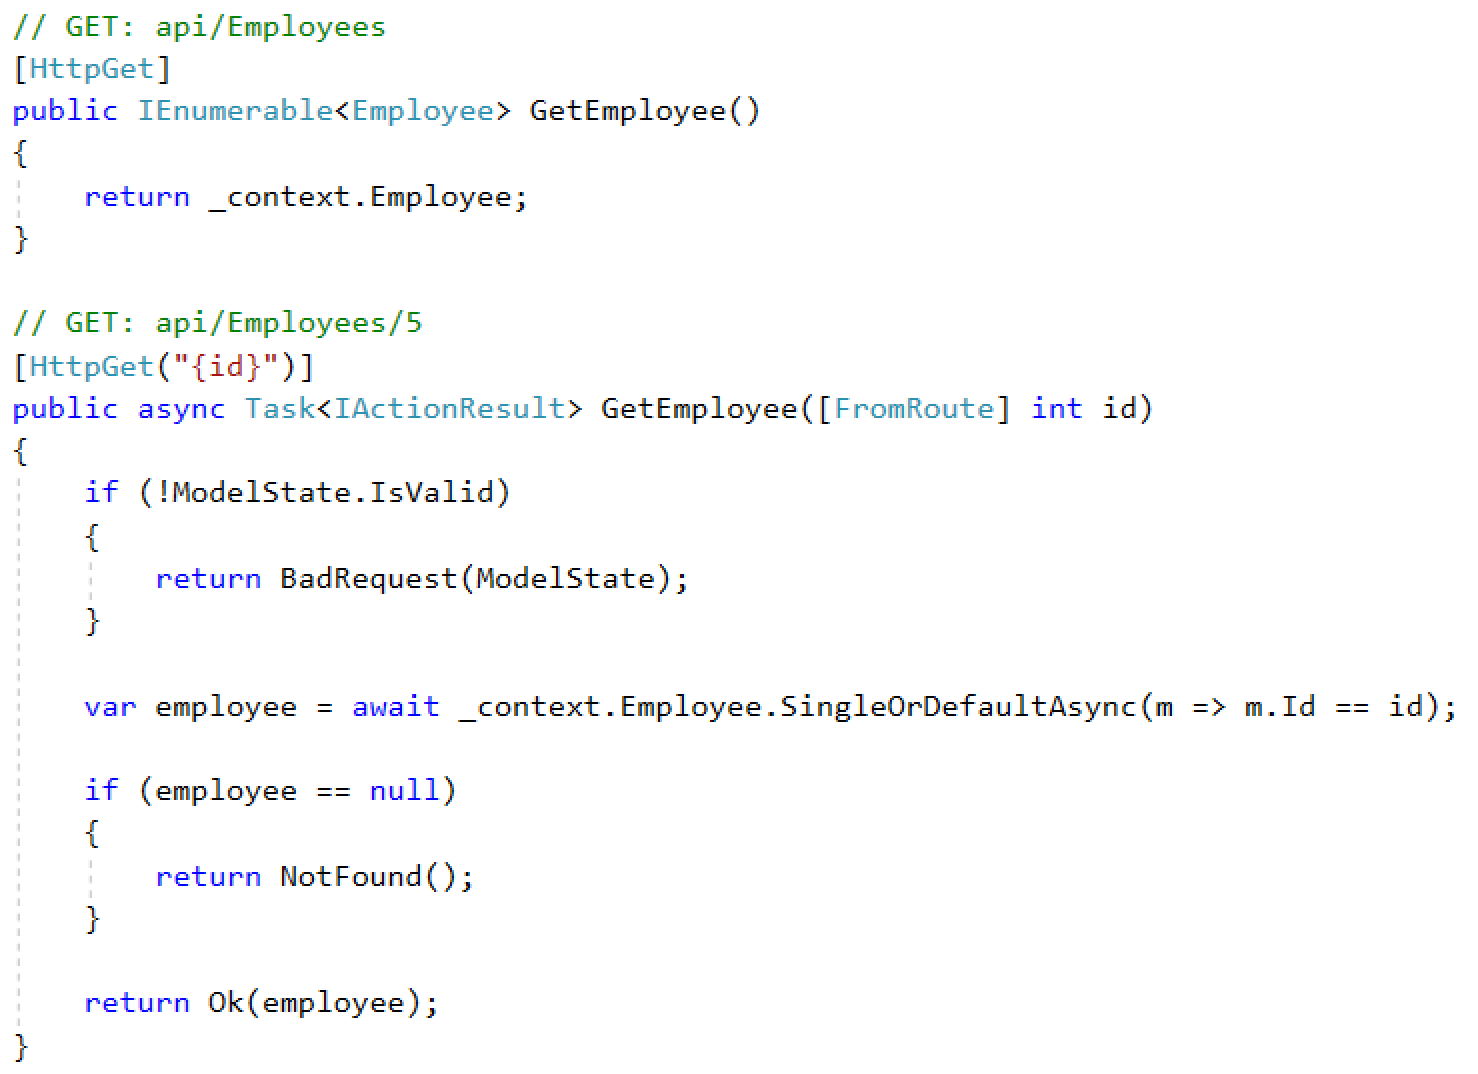 // GET: api/Employees
[HttpGet]
public IEnumerable<Employee> GetEmployee()
{
    return _context.Employee;
}

// GET: api/Employees/5
[HttpGet("{id}")]
public async Task<IActionResult> GetEmployee([FromRoute] int id)
{
    if (!ModelState.IsValid)
    {
        return BadRequest(ModelState);
    }

    var employee = await _context.Employee.SingleOrDefaultAsync(m => m.Id == id);

    if (employee == null)
    {
        return NotFound();
    }

    return Ok(employee);
}